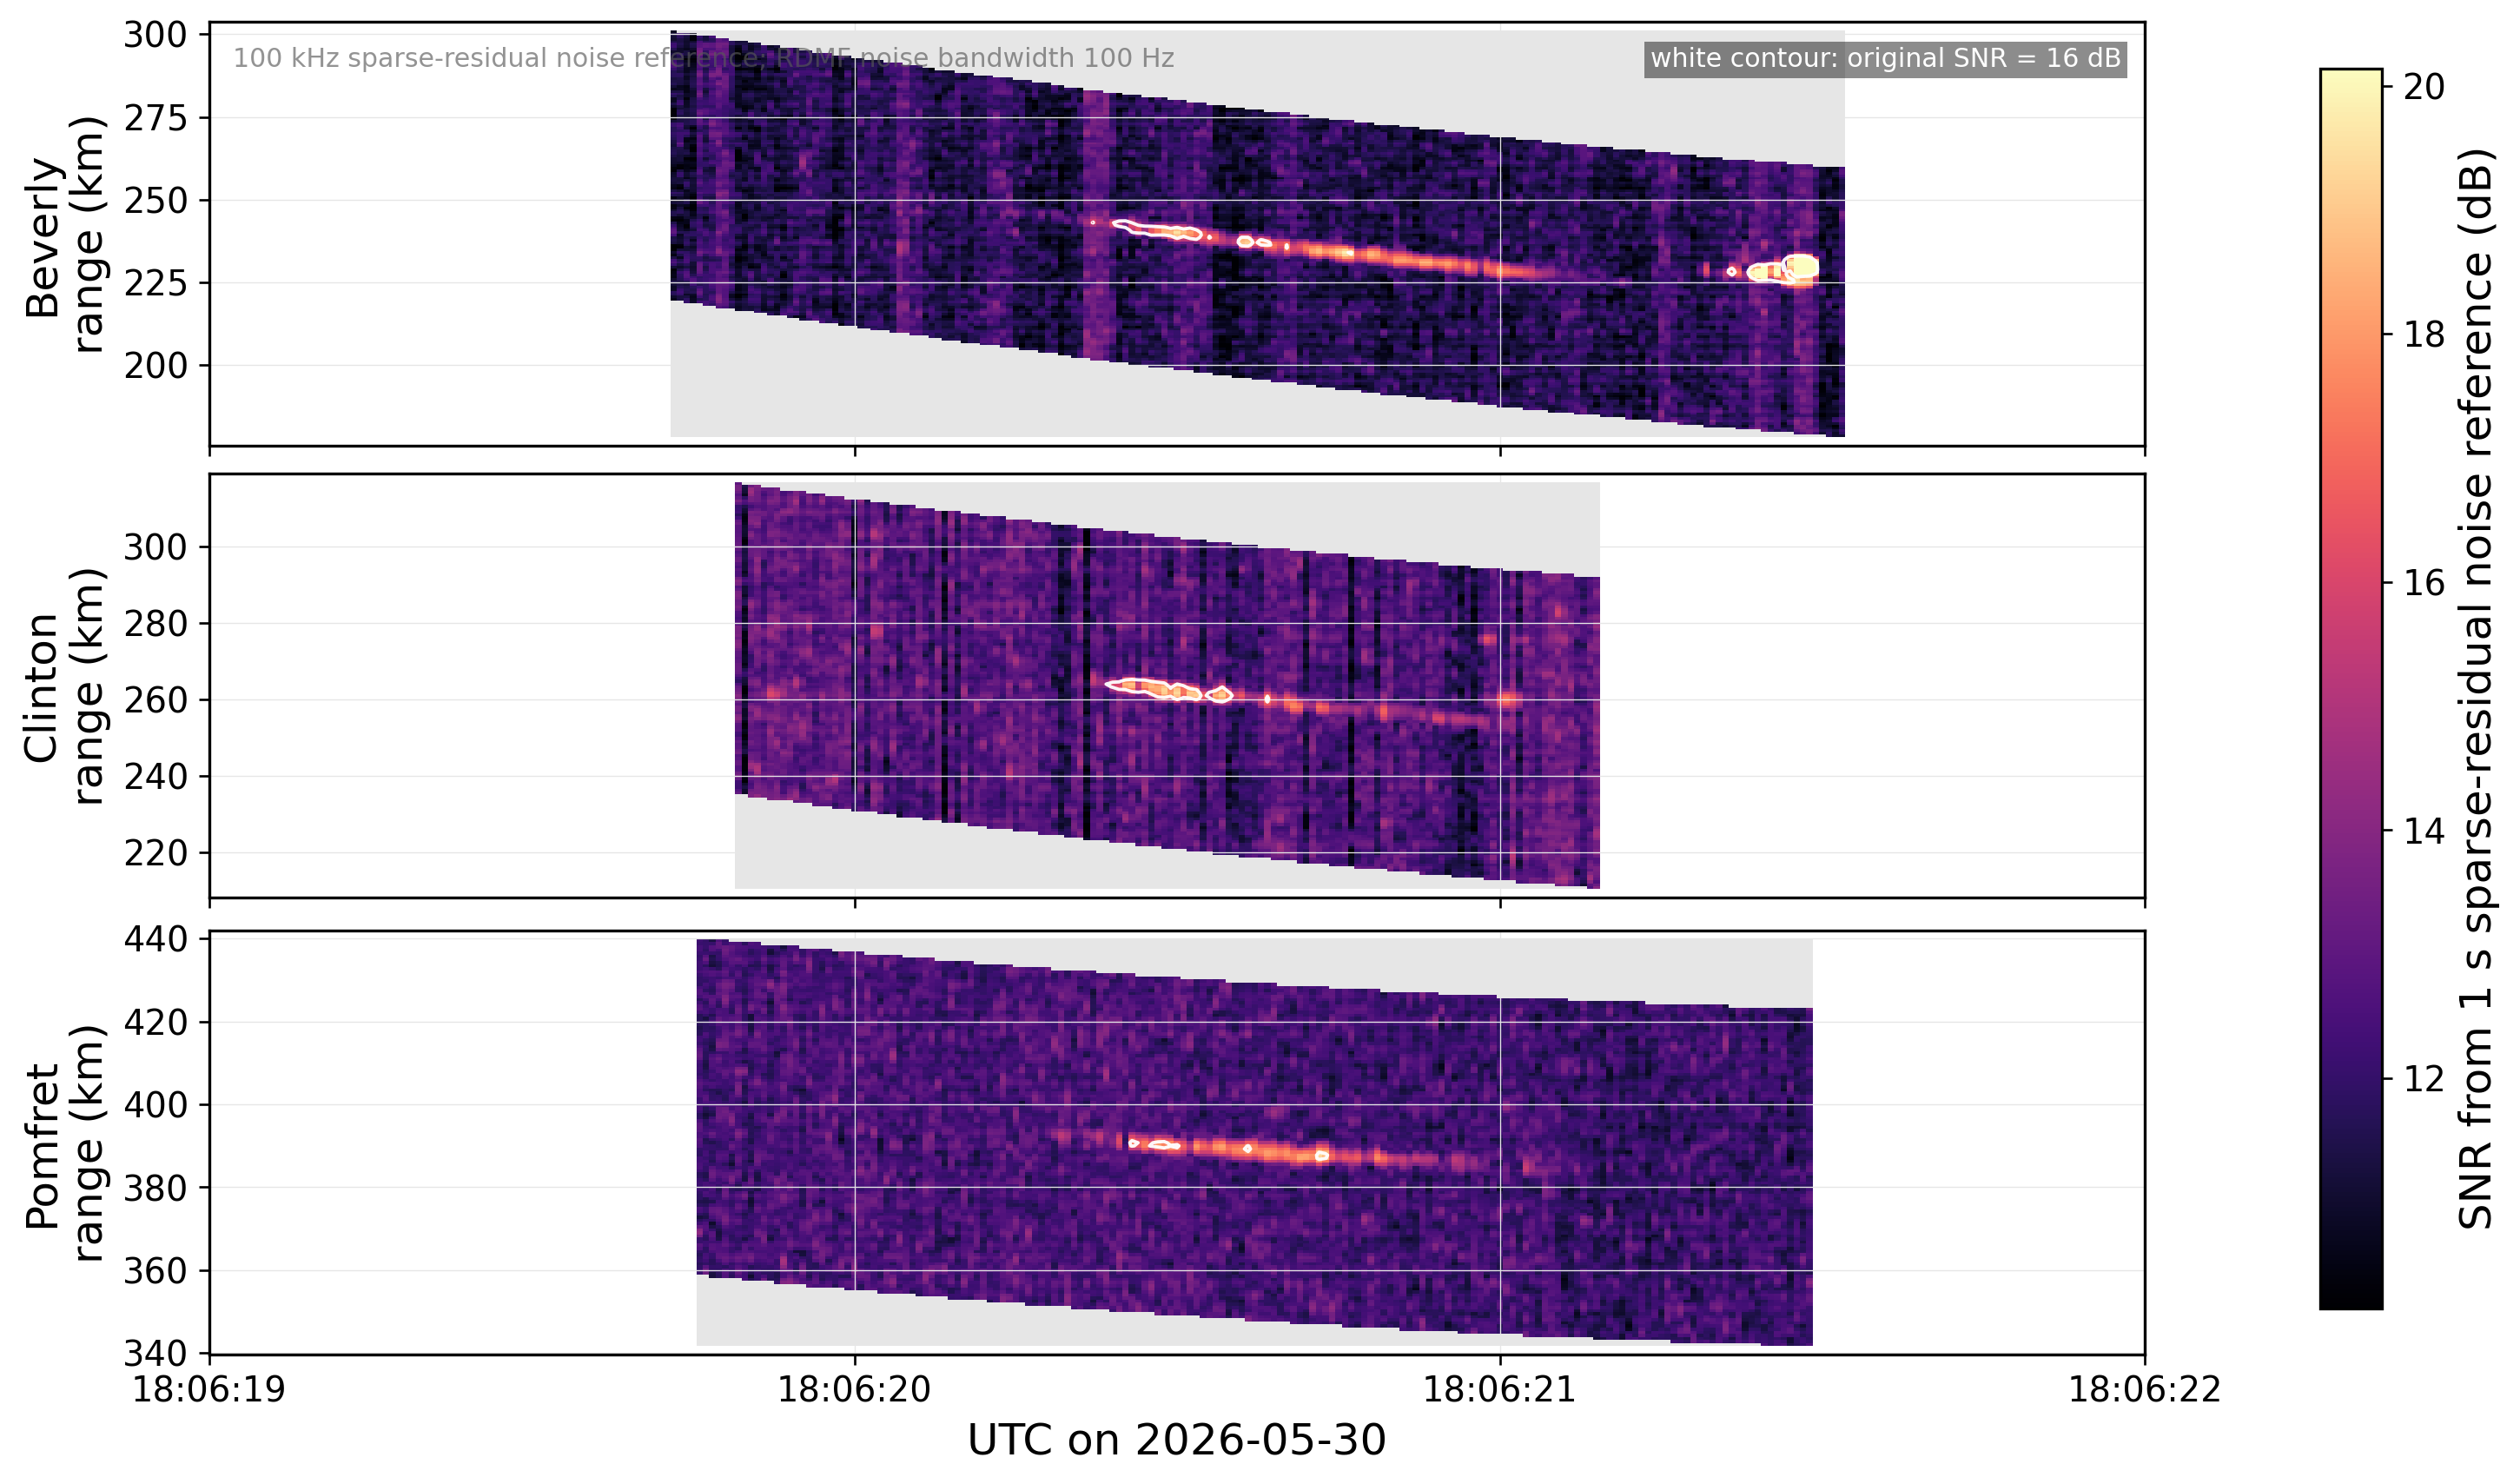 300
275
250
225
200
Beverly
range (km)
100 kHz sparse-residual noise reference; RDMF noise bandwidth 100 Hz
white contour: original SNR = 16 dB
300
280
260
240
220
Clinton
range (km)
440
420
400
380
360
340
Pomfret
range (km)
18:06:19
18:06:20
18:06:21
18:06:22
UTC on 2026-05-30
20
18
16
14
12
SNR from 1 s sparse-residual noise reference (dB)